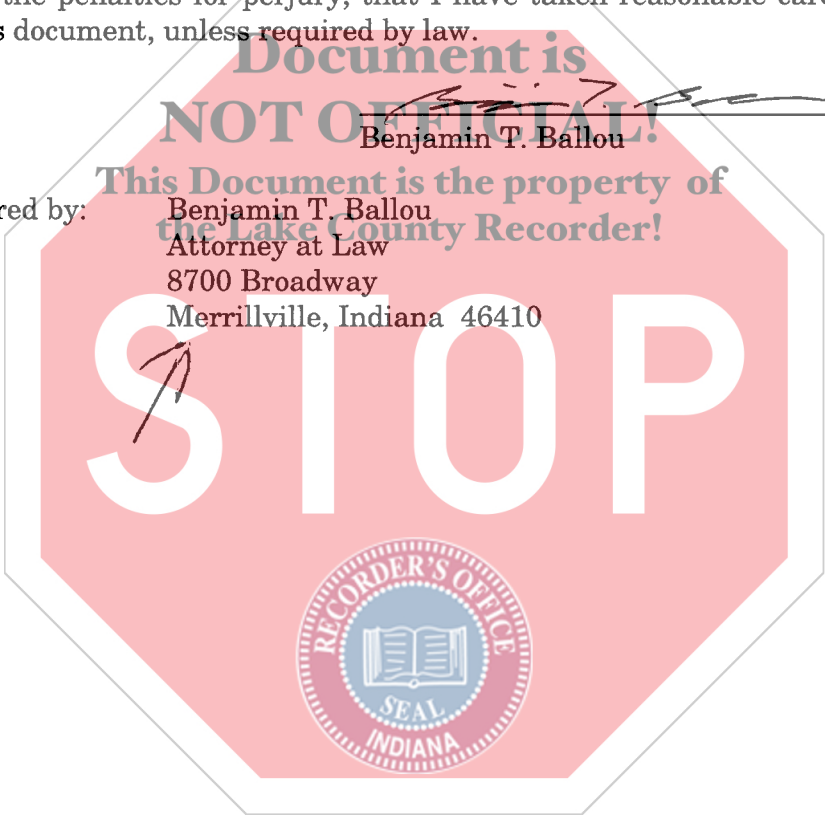 the penalties for perjury, that I have taken reasonable care
s document, unless required by law.
Document is
NOT OFFICIAL!
Benjamin T. Ballou
This Document is the property of
the Lake County Recorder!
red by: Benjamin T. Ballou
Attorney at Law
8700 Broadway
Merrillville, Indiana 46410
STOP
RECORDER'S OFFICE
SEAL
INDIANA